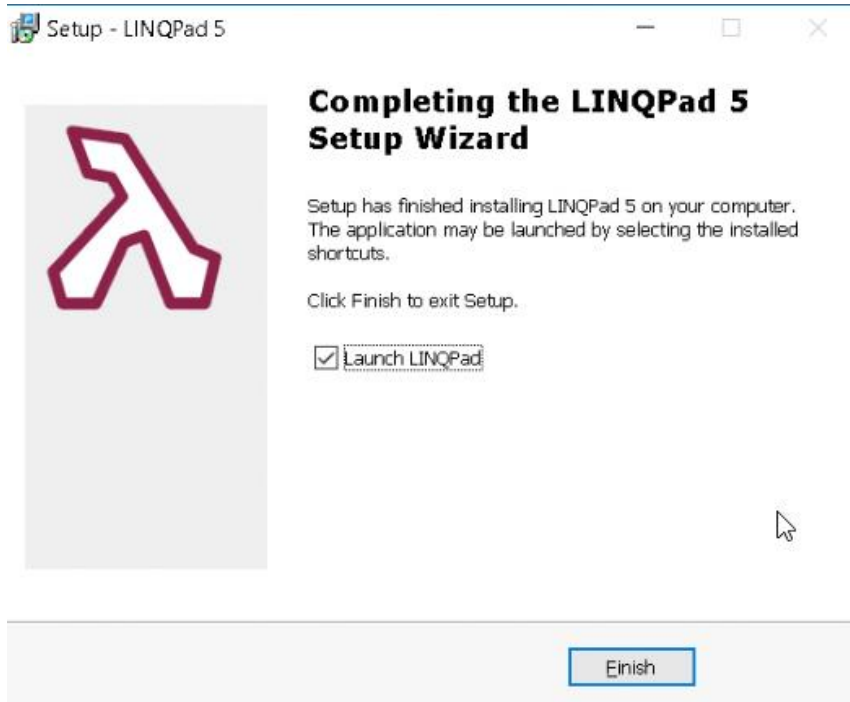 Setup - LINQPad 5
Completing the LINQPad 5
Setup Wizard
Setup has finished installing LINQPad 5 on your computer.
The application may be launched by selecting the installed
shortcuts.
Click Finish to exit Setup.
Launch LINQPad
Finish